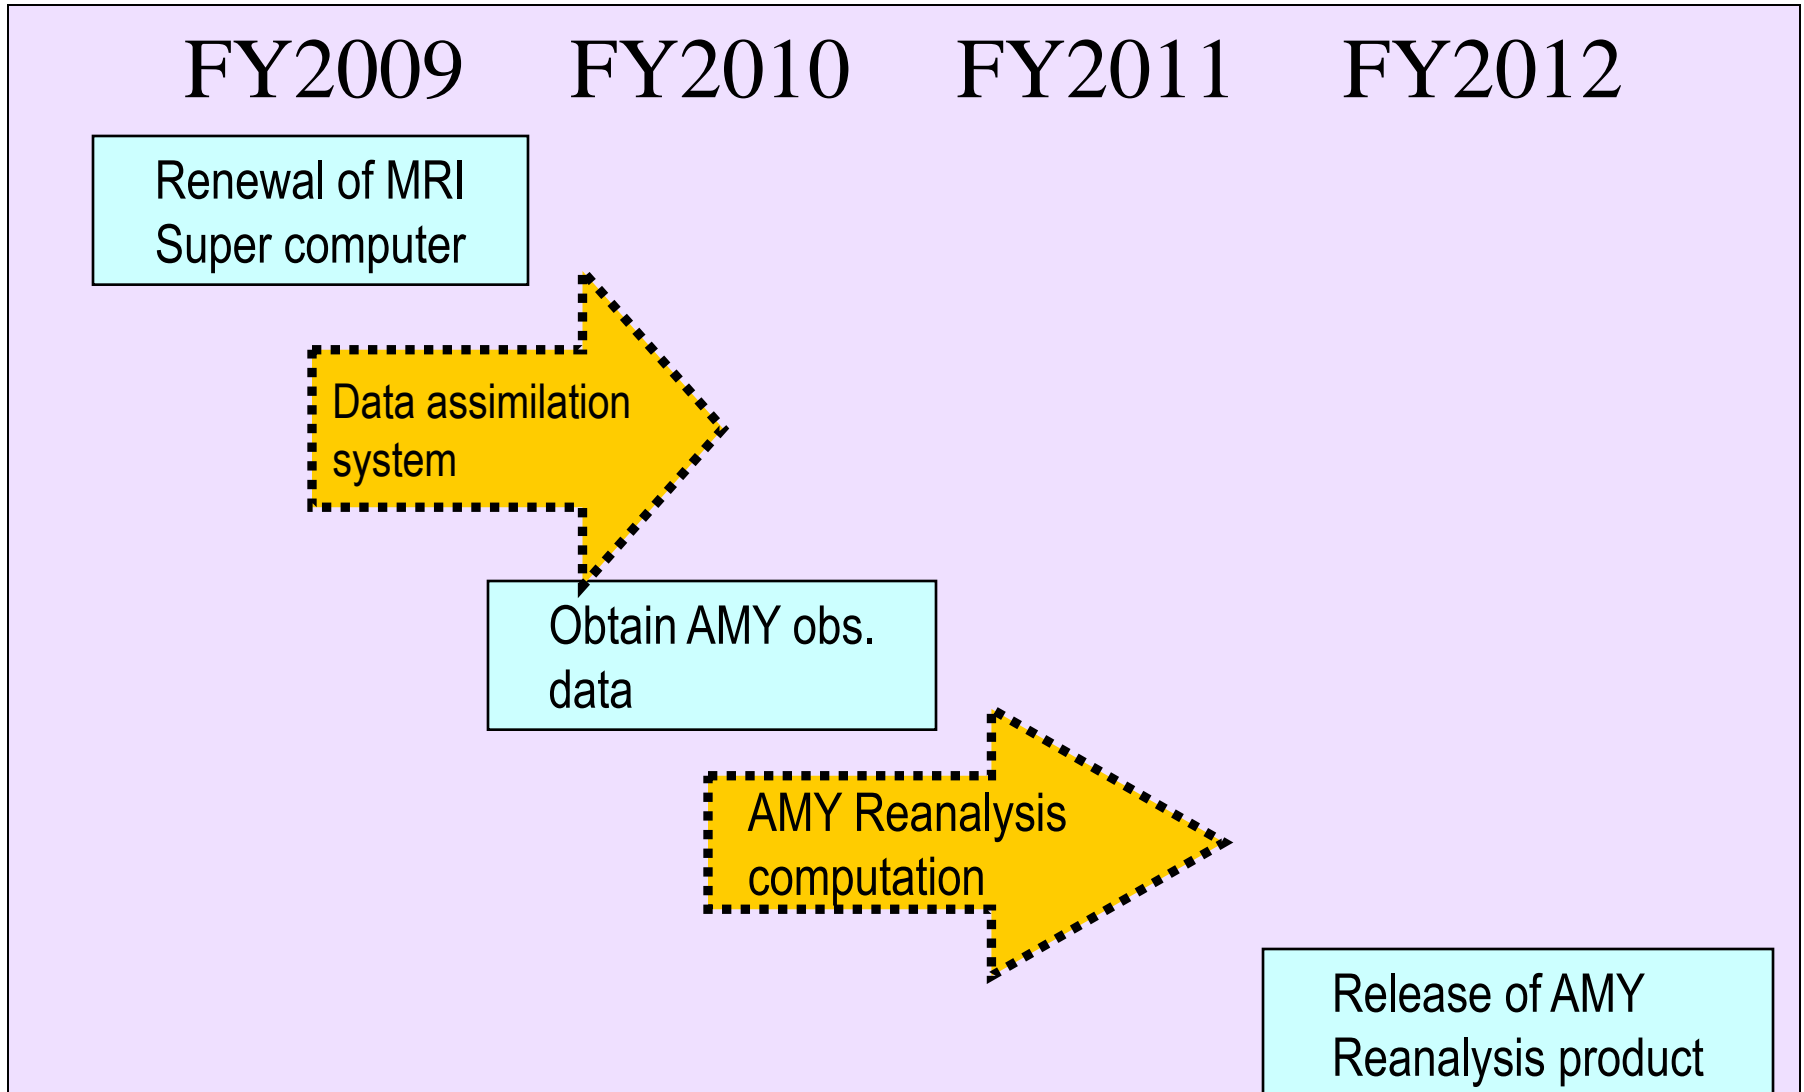 FY2009 FY2010 FY2011 FY2012
Renewal of MRI
Super computer
Data assimilation
system
Obtain AMY obs.
data
AMY Reanalysis
computation
Release of AMY
Reanalysis product